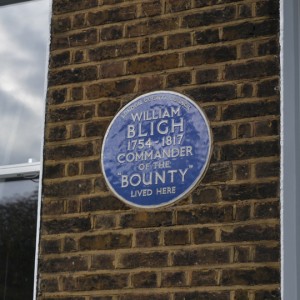 WILLIAM
BLIGH
1754-1817
COMMANDER
OF THE
"BOUNTY"
LIVED HERE